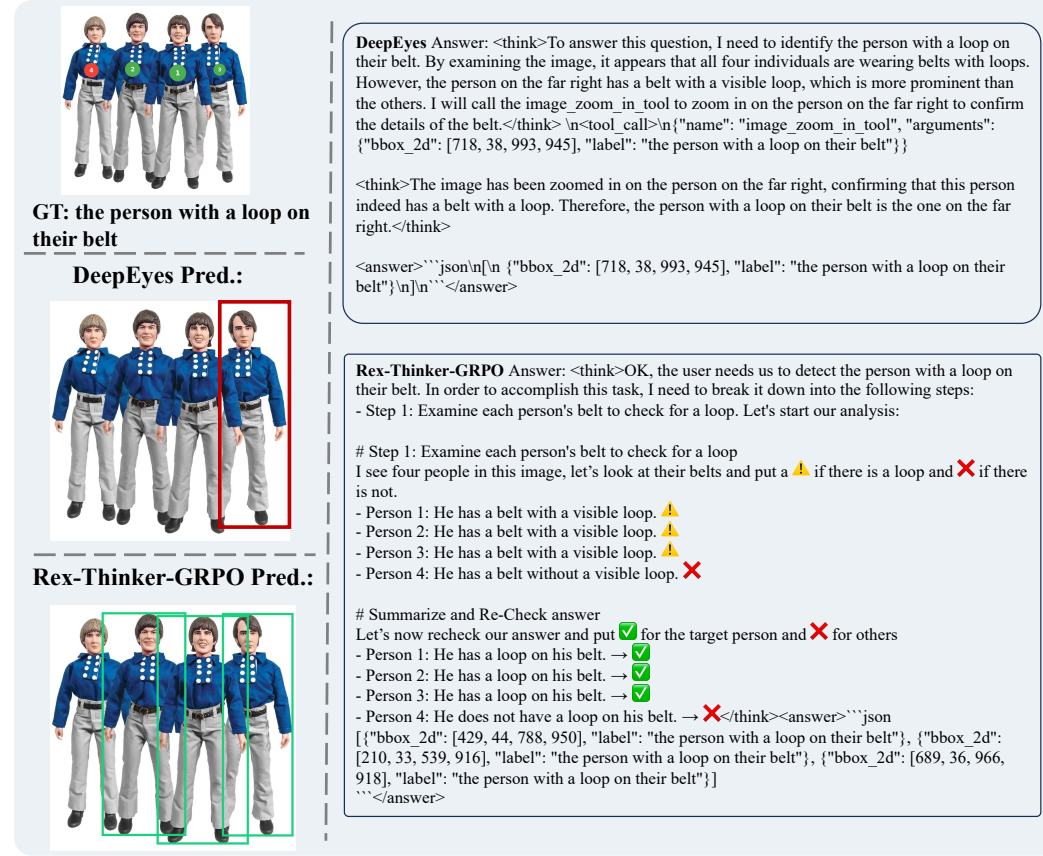 4
2
1
3
GT: the person with a loop on
their belt
DeepEyes Pred.:
Rex-Thinker-GRPO Pred.:
DeepEyes Answer: <think>To answer this question, I need to identify the person with a loop on
their belt. By examining the image, it appears that all four individuals are wearing belts with loops.
However, the person on the far right has a belt with a visible loop, which is more prominent than
the others. I will call the image_zoom_in_tool to zoom in on the person on the far right to confirm
the details of the belt.</think> \n<tool_call>\n{"name": "image_zoom_in_tool", "arguments":
{"bbox_2d": [718, 38, 993, 945], "label": "the person with a loop on their belt"}}
<think>The image has been zoomed in on the person on the far right, confirming that this person
indeed has a belt with a loop. Therefore, the person with a loop on their belt is the one on the far
right.</think>
<answer>```json\n[\n {"bbox_2d": [718, 38, 993, 945], "label": "the person with a loop on their
belt"}\n]\n```</answer>
Rex-Thinker-GRPO Answer: <think>OK, the user needs us to detect the person with a loop on
their belt. In order to accomplish this task, I need to break it down into the following steps:
- Step 1: Examine each person's belt to check for a loop. Let's start our analysis:
# Step 1: Examine each person's belt to check for a loop
I see four people in this image, let’s look at their belts and put a ⚠️ if there is a loop and ❌ if there
is not.
- Person 1: He has a belt with a visible loop. ⚠️
- Person 2: He has a belt with a visible loop. ⚠️
- Person 3: He has a belt with a visible loop. ⚠️
- Person 4: He has a belt without a visible loop. ❌
# Summarize and Re-Check answer
Let’s now recheck our answer and put ✅ for the target person and ❌ for others
- Person 1: He has a loop on his belt. → ✅
- Person 2: He has a loop on his belt. → ✅
- Person 3: He has a loop on his belt. → ✅
- Person 4: He does not have a loop on his belt. → ❌</think><answer>```json
[{"bbox_2d": [429, 44, 788, 950], "label": "the person with a loop on their belt"}, {"bbox_2d":
[210, 33, 539, 916], "label": "the person with a loop on their belt"}, {"bbox_2d": [689, 36, 966,
918], "label": "the person with a loop on their belt"}]
```</answer>